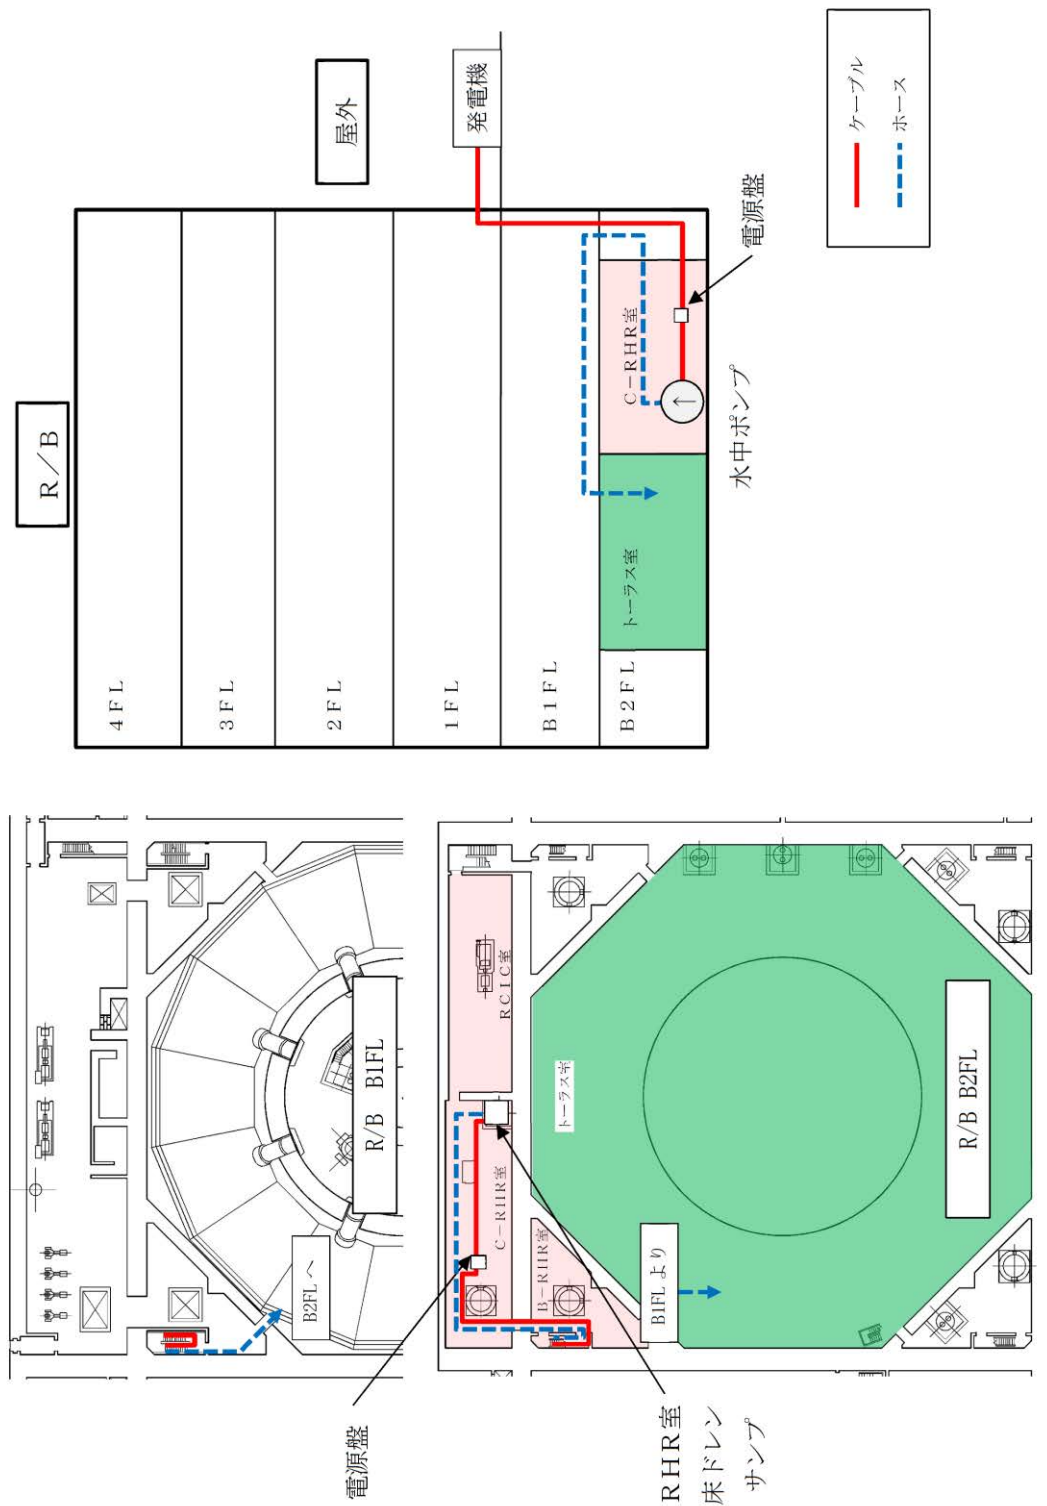 R/B
屋外
発電機
4FL
3FL
2FL
1FL
B1FL
B2FL
トーラス室
C-RHR室
電源盤
水中ポンプ
ケーブル
ホース
R/B B1FL
B2FLへ
電源盤
RCIC室
C-RHR室
B-RHR室
トーラス室
B1FLより
R/B B2FL
RHR室
床ドレン
サンプ